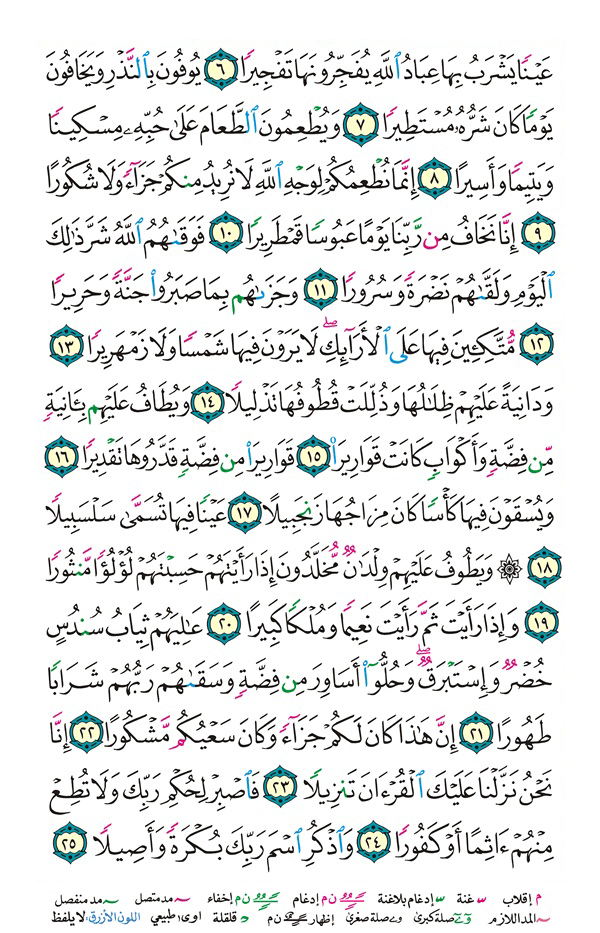 عَيْنًا يَشْرَبُ بِهَا عِبَادُ ٱللَّهِ يُفَجِّرُونَهَا تَفْجِيرًا ٦ يُوفُونَ بِٱلنَّذْرِ وَيَخَافُونَ
يَوْمًا كَانَ شَرُّهُۥ مُسْتَطِيرًا ٧ وَيُطْعِمُونَ ٱلطَّعَامَ عَلَىٰ حُبِّهِۦ مِسْكِينًا
وَيَتِيمًا وَأَسِيرًا ٨ إِنَّمَا نُطْعِمُكُمْ لِوَجْهِ ٱللَّهِ لَا نُرِيدُ مِنكُمْ جَزَآءً وَلَا شُكُورًا
٩ إِنَّا نَخَافُ مِن رَّبِّنَا يَوْمًا عَبُوسًا قَمْطَرِيرًا ١٠ فَوَقَىٰهُمُ ٱللَّهُ شَرَّ ذَٰلِكَ
ٱلْيَوْمِ وَلَقَّىٰهُمْ نَضْرَةً وَسُرُورًا ١١ وَجَزَىٰهُم بِمَا صَبَرُوا۟ جَنَّةً وَحَرِيرًا
١٢ مُّتَّكِـِٔينَ فِيهَا عَلَى ٱلْأَرَآئِكِ ۖ لَا يَرَوْنَ فِيهَا شَمْسًا وَلَا زَمْهَرِيرًا ١٣
وَدَانِيَةً عَلَيْهِمْ ظِلَٰلُهَا وَذُلِّلَتْ قُطُوفُهَا تَذْلِيلًا ١٤ وَيُطَافُ عَلَيْهِم بِـَٔانِيَةٍ
مِّن فِضَّةٍ وَأَكْوَابٍ كَانَتْ قَوَارِيرَا۠ ١٥ قَوَارِيرَا۟ مِن فِضَّةٍ قَدَّرُوهَا تَقْدِيرًا ١٦
وَيُسْقَوْنَ فِيهَا كَأْسًا كَانَ مِزَاجُهَا زَنجَبِيلًا ١٧ عَيْنًا فِيهَا تُسَمَّىٰ سَلْسَبِيلًا
١٨ ۞ وَيَطُوفُ عَلَيْهِمْ وِلْدَٰنٌ مُّخَلَّدُونَ إِذَا رَأَيْتَهُمْ حَسِبْتَهُمْ لُؤْلُؤًا مَّنثُورًا
١٩ وَإِذَا رَأَيْتَ ثَمَّ رَأَيْتَ نَعِيمًا وَمُلْكًا كَبِيرًا ٢٠ عَٰلِيَهُمْ ثِيَابُ سُندُسٍ
خُضْرٌ وَإِسْتَبْرَقٌ ۖ وَحُلُّوٓا۟ أَسَاوِرَ مِن فِضَّةٍ وَسَقَىٰهُمْ رَبُّهُمْ شَرَابًا
طَهُورًا ٢١ إِنَّ هَٰذَا كَانَ لَكُمْ جَزَآءً وَكَانَ سَعْيُكُم مَّشْكُورًا ٢٢ إِنَّا
نَحْنُ نَزَّلْنَا عَلَيْكَ ٱلْقُرْءَانَ تَنزِيلًا ٢٣ فَٱصْبِرْ لِحُكْمِ رَبِّكَ وَلَا تُطِعْ
مِنْهُمْ ءَاثِمًا أَوْ كَفُورًا ٢٤ وَٱذْكُرِ ٱسْمَ رَبِّكَ بُكْرَةً وَأَصِيلًا ٢٥
م إقلاب س غنة س إدغام بلاغنة ن م إدغام ن م إخفاء ~ مد متصل ~ مد منفصل
~ المد اللازم و ے صلة كبرى و ے صلة صغرى إظهار ن م د قلقلة اوى، طبيعي اللون الأزرق: لا يلفظ